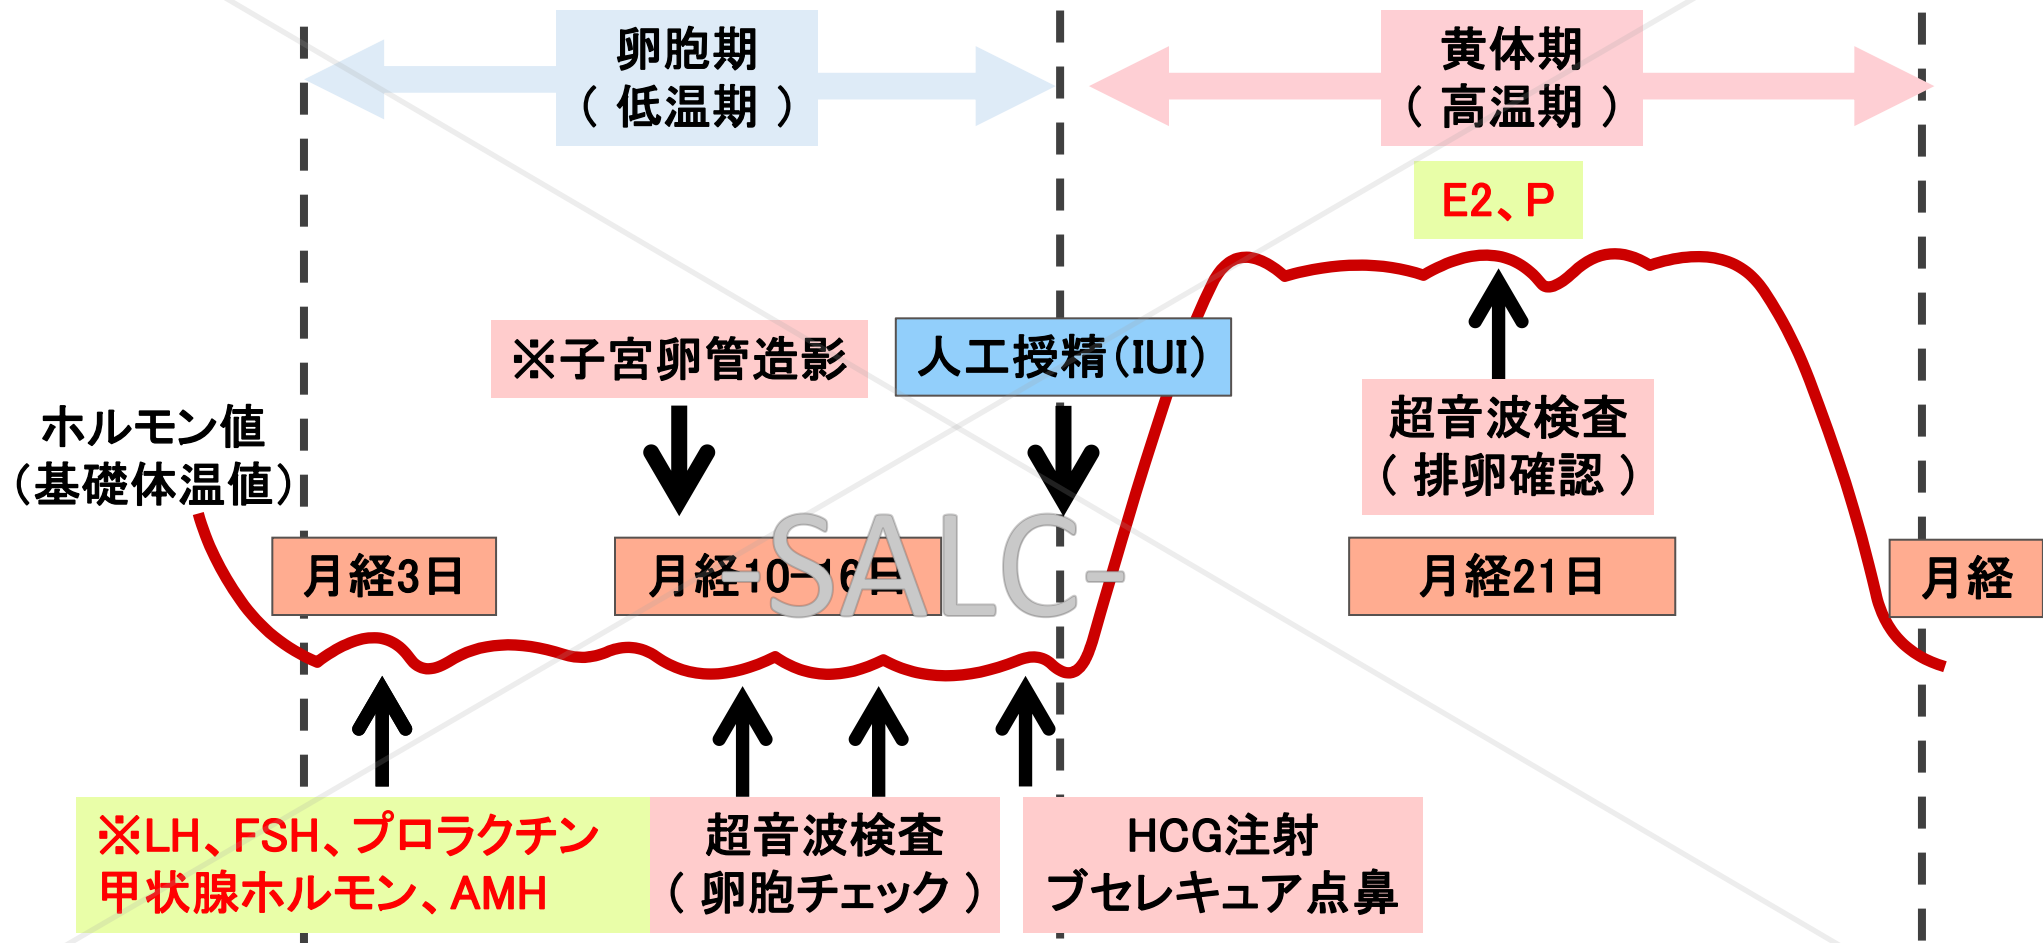 卵胞期
（ 低温期 ）
黄体期
（ 高温期 ）
E2、P
※子宮卵管造影
人工授精（IUI）
ホルモン値
（基礎体温値）
超音波検査
（ 排卵確認 ）
月経3日
月経10−16日
-SALC-
月経21日
月経
※LH、FSH、プロラクチン
甲状腺ホルモン、AMH
超音波検査
（ 卵胞チェック ）
HCG注射
ブセレキュア点鼻